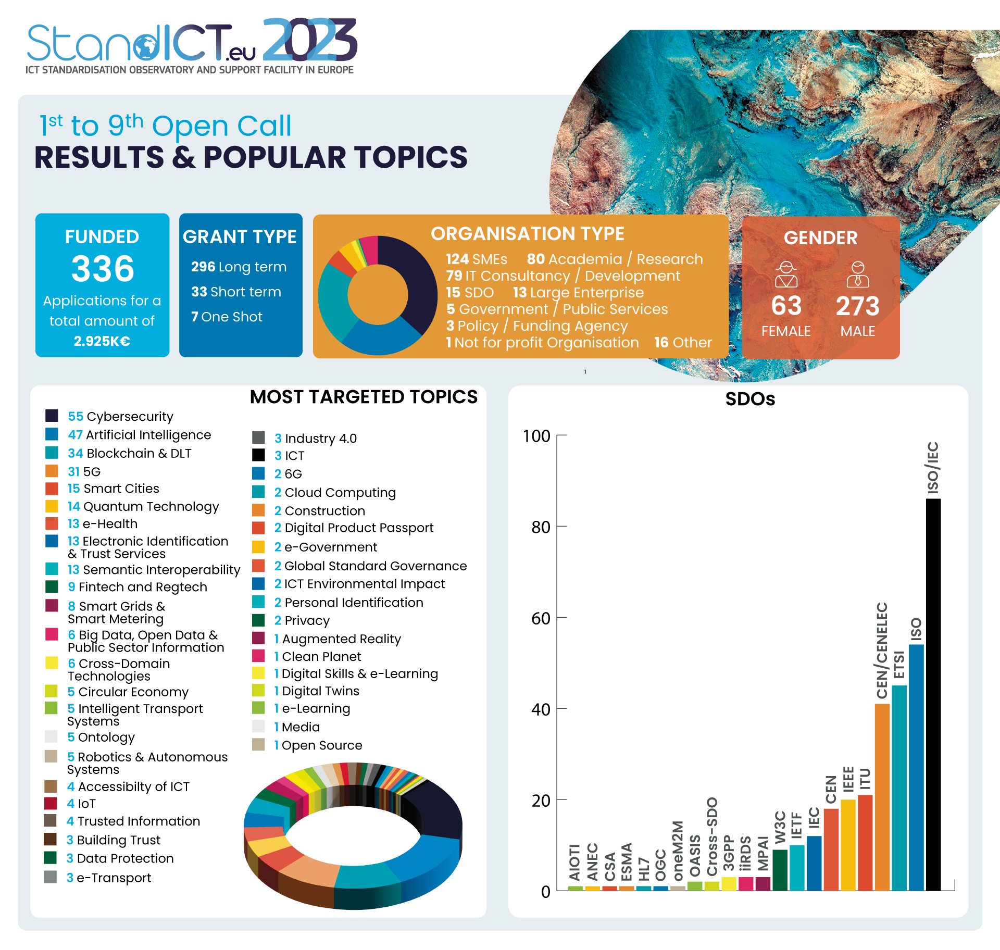 StandICT.eu 2023
ICT STANDARDISATION OBSERVATORY AND SUPPORT FACILITY IN EUROPE
1st to 9th Open Call
RESULTS & POPULAR TOPICS
FUNDED
336
Applications for a
total amount of
2.925K€
GRANT TYPE
296 Long term
33 Short term
7 One Shot
ORGANISATION TYPE
124 SMEs 80 Academia / Research
79 IT Consultancy / Development
15 SDO 13 Large Enterprise
5 Government / Public Services
3 Policy / Funding Agency
1 Not for profit Organisation 16 Other
GENDER
63
FEMALE
273
MALE
1
MOST TARGETED TOPICS
55 Cybersecurity
47 Artificial Intelligence
34 Blockchain & DLT
31 5G
15 Smart Cities
14 Quantum Technology
13 e-Health
13 Electronic Identification
& Trust Services
13 Semantic Interoperability
9 Fintech and Regtech
8 Smart Grids &
Smart Metering
6 Big Data, Open Data &
Public Sector Information
6 Cross-Domain
Technologies
5 Circular Economy
5 Intelligent Transport
Systems
5 Ontology
5 Robotics & Autonomous
Systems
4 Accessibilty of ICT
4 IoT
4 Trusted Information
3 Building Trust
3 Data Protection
3 e-Transport
3 Industry 4.0
3 ICT
2 6G
2 Cloud Computing
2 Construction
2 Digital Product Passport
2 e-Government
2 Global Standard Governance
2 ICT Environmental Impact
2 Personal Identification
2 Privacy
1 Augmented Reality
1 Clean Planet
1 Digital Skills & e-Learning
1 Digital Twins
1 e-Learning
1 Media
1 Open Source
SDOs
100
80
60
40
20
0
AIOTI
ANEC
CSA
ESMA
HL7
OGC
oneM2M
OASIS
Cross-SDO
3GPP
iiRDS
MPAI
W3C
IETF
IEC
CEN
IEEE
ITU
CEN/CENELEC
ETSI
ISO
ISO/IEC